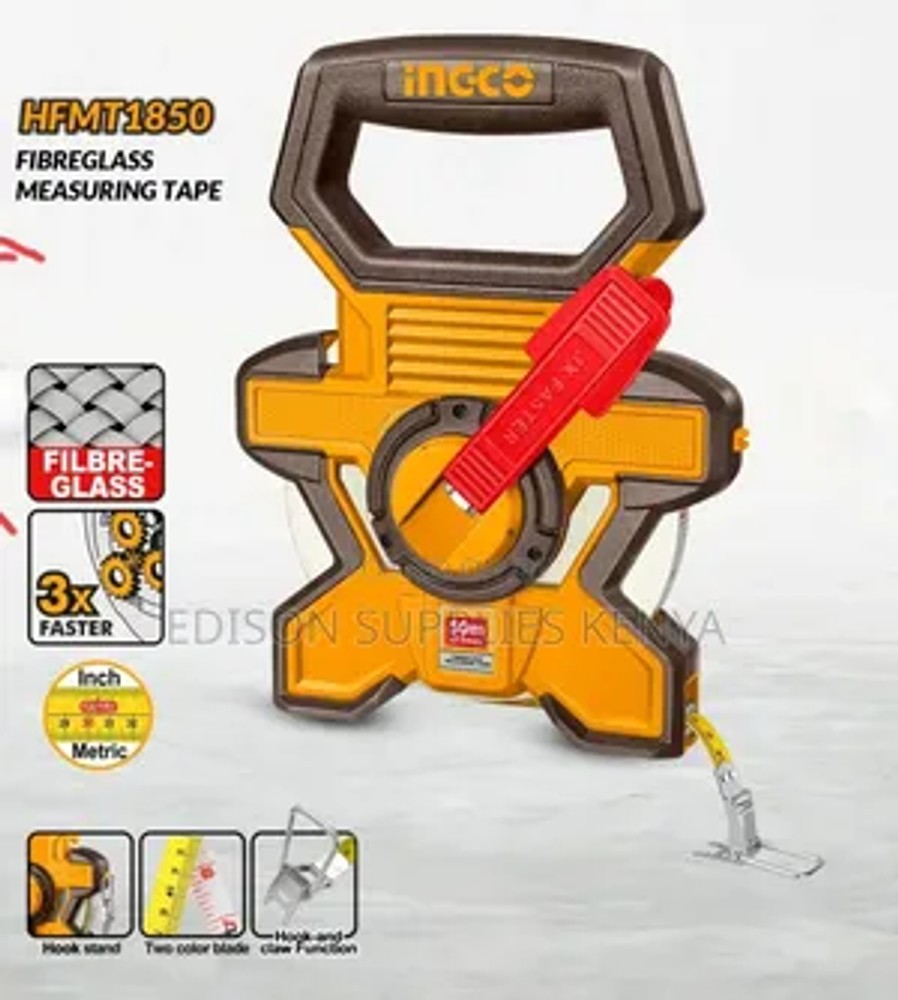 INGCO
HFMT1850
FIBREGLASS
MEASURING TAPE
3X FASTER
FILBRE-
GLASS
3x
FASTER
EDISON SUPPLIES KENYA
50m
Inch
Metric
Hook stand
Two color blade
Hook and
claw Function